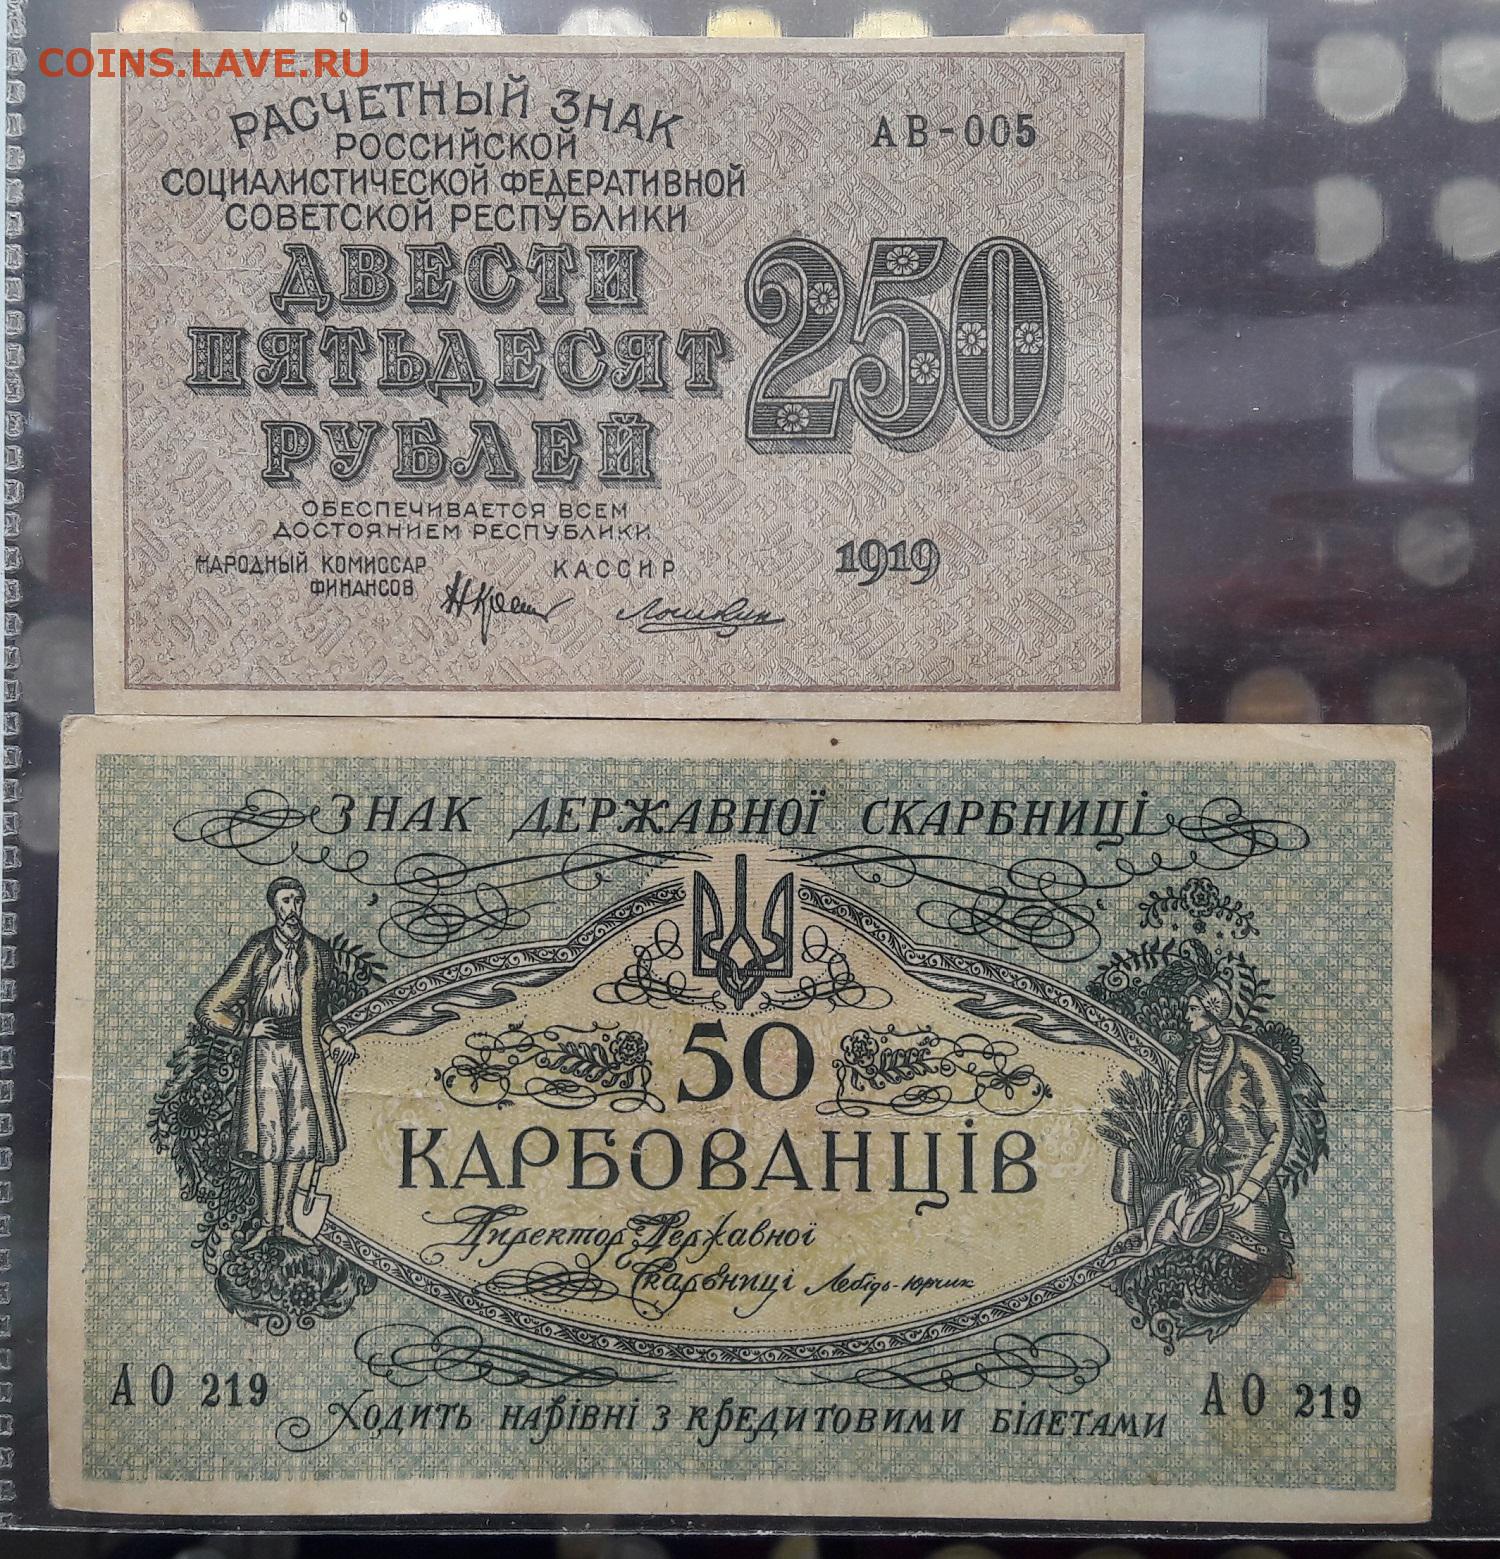 COINS.LAVE.RU
РАСЧЕТНЫЙ ЗНАК
РОССИЙСКОЙ
СОЦИАЛИСТИЧЕСКОЙ ФЕДЕРАТИВНОЙ
СОВЕТСКОЙ РЕСПУБЛИКИ
АВ-005
ДВЕСТИ
ПЯТЬДЕСЯТ
РУБЛЕЙ
250
ОБЕСПЕЧИВАЕТСЯ ВСЕМ
ДОСТОЯНИЕМ РЕСПУБЛИКИ
НАРОДНЫЙ КОМИССАР
ФИНАНСОВ
КАССИР
1919
ЗНАК ДЕРЖАВНОЇ СКАРБНИЦІ
50
КАРБОВАНЦІВ
Директор Державної
Скарбниці Лебідь-Юрчик
АО 219
АО 219
Ходить нарівні з кредитовими білетами